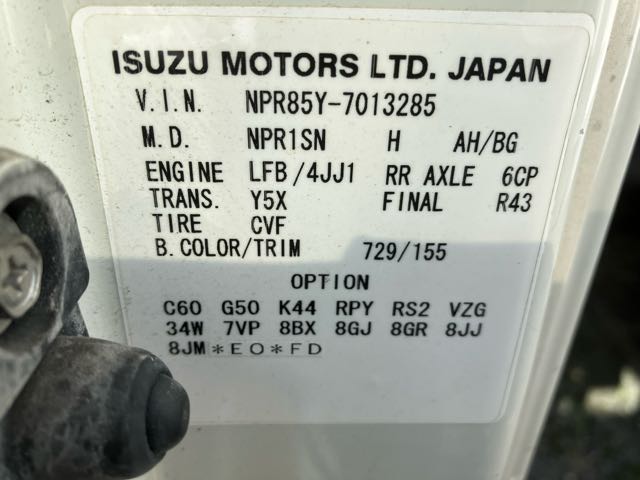 ISUZU MOTORS LTD. JAPAN
V.I.N. NPR85Y-7013285
M.D. NPR1SN H AH/BG
ENGINE LFB/4JJ1 RR AXLE 6CP
TRANS. Y5X FINAL R43
TIRE CVF
B.COLOR/TRIM 729/155
OPTION
C60 G50 K44 RPY RS2 VZG
34W 7VP 8BX 8GJ 8GR 8JJ
8JM *EO*FD